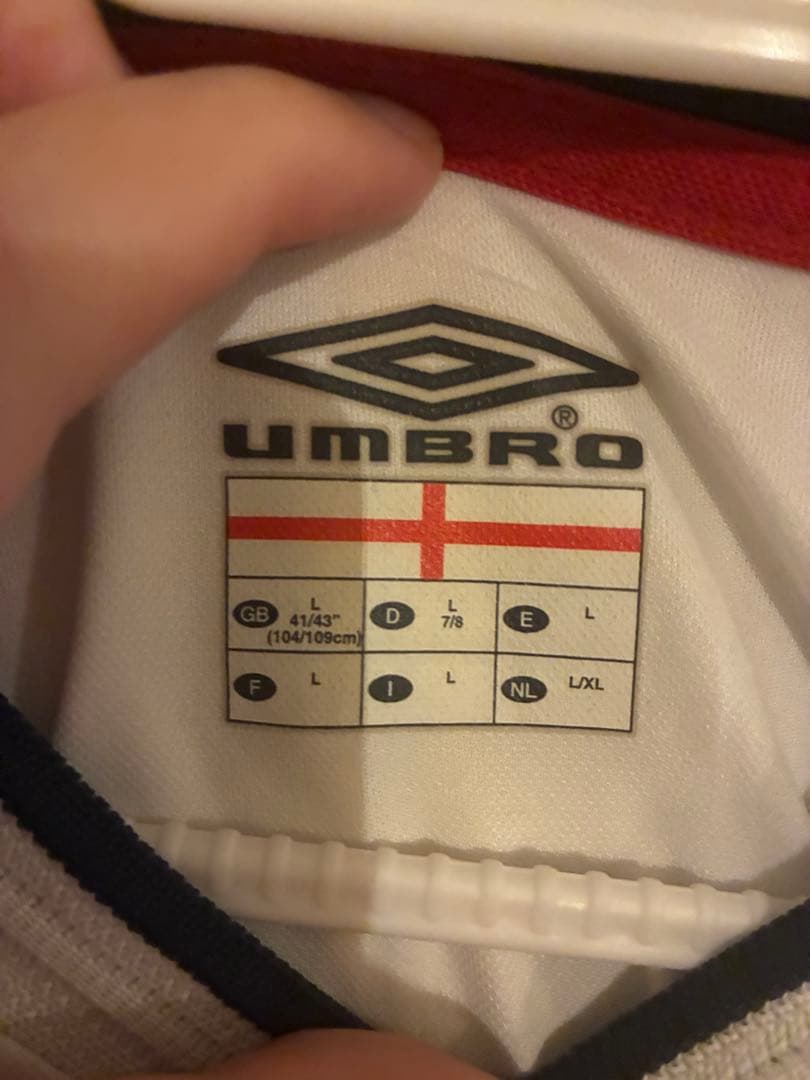 UMBRO®
GB L D L E L
41/43" 7/8
(104/109cm)
F L I L NL L/XL